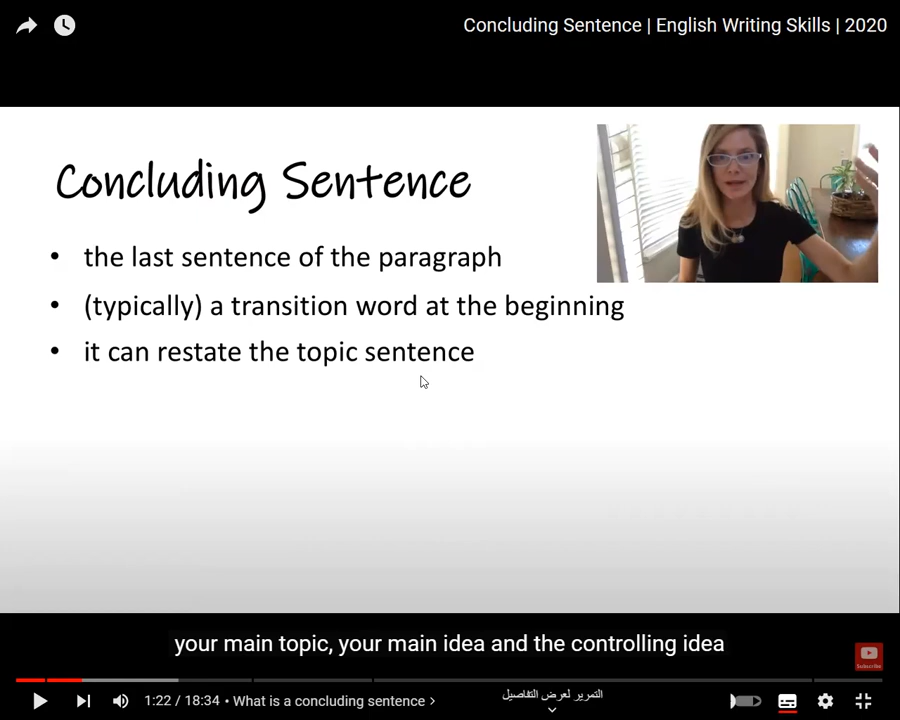 Concluding Sentence | English Writing Skills | 2020
Concluding Sentence
• the last sentence of the paragraph
• (typically) a transition word at the beginning
• it can restate the topic sentence
your main topic, your main idea and the controlling idea
Subscribe
1:22 / 18:34 • What is a concluding sentence >
التمرير لعرض التفاصيل